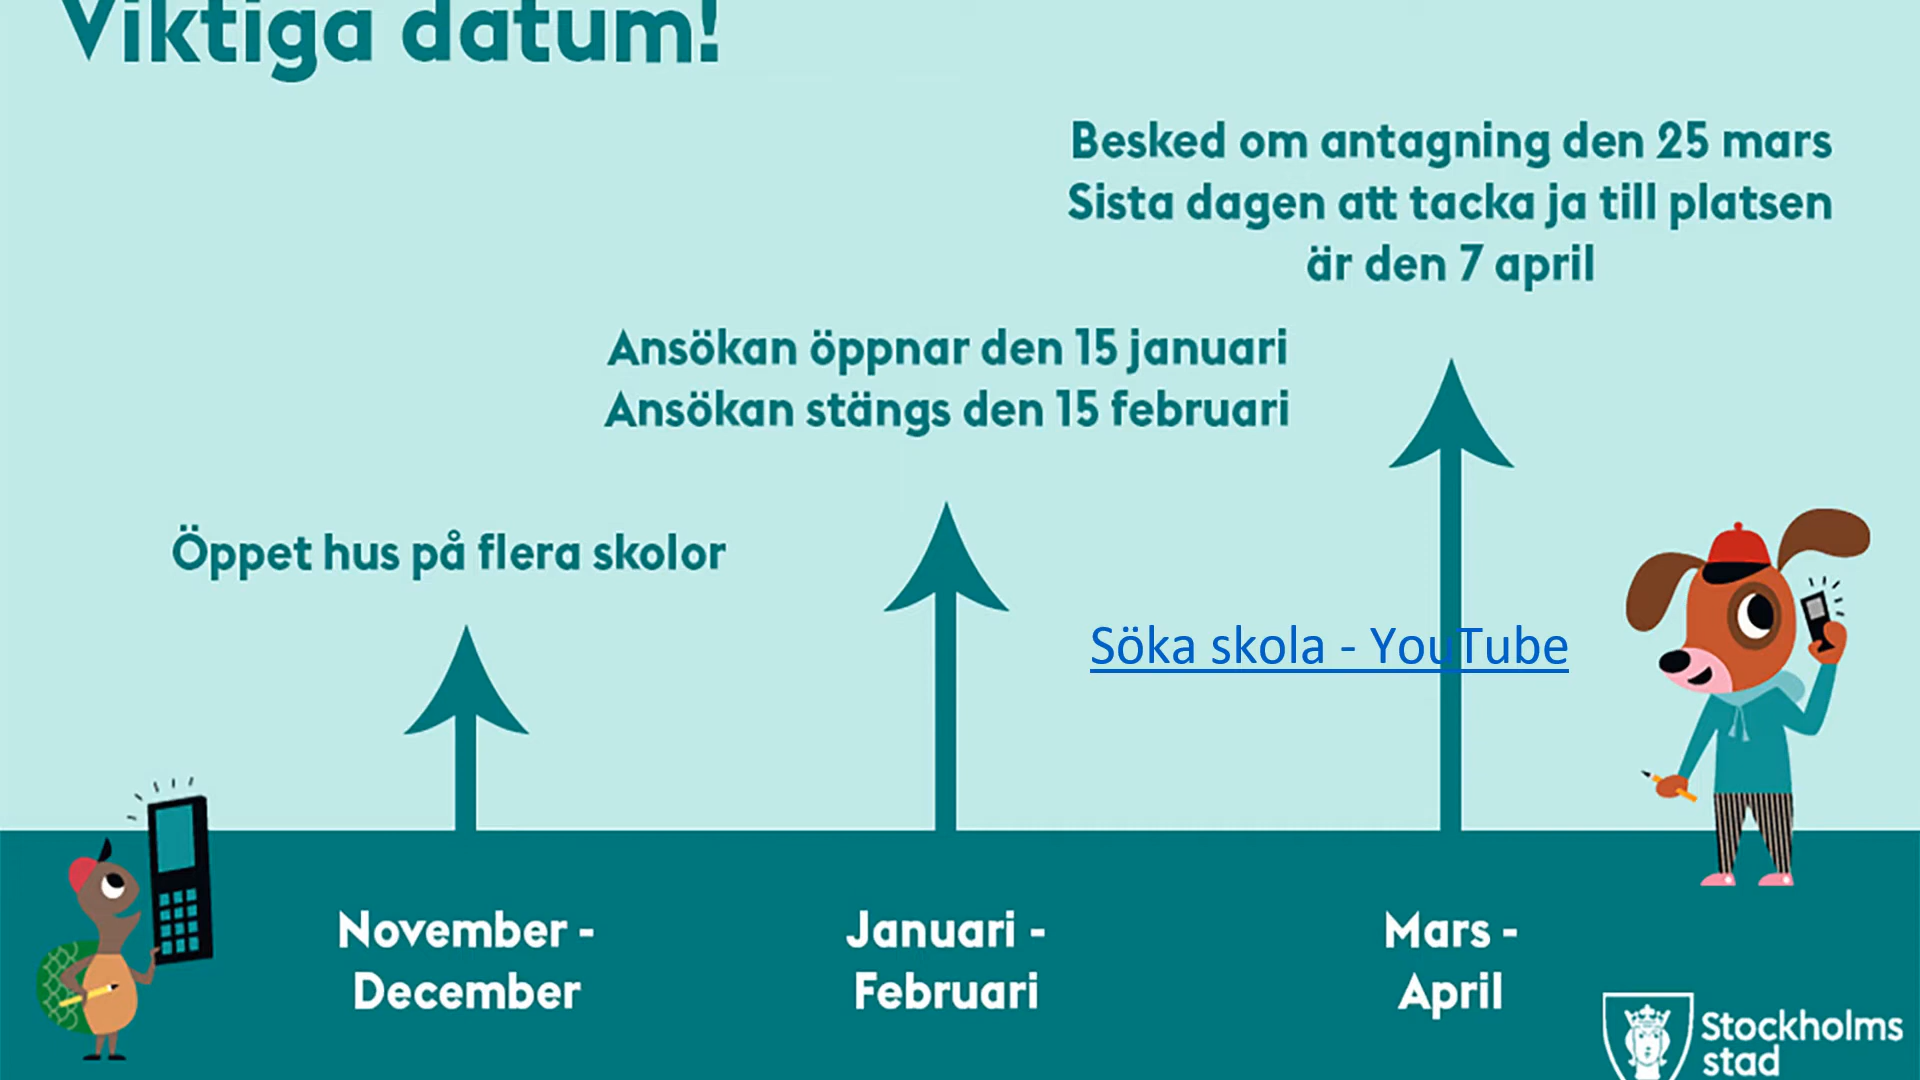 Viktiga datum!
Besked om antagning den 25 mars
Sista dagen att tacka ja till platsen
är den 7 april
Ansökan öppnar den 15 januari
Ansökan stängs den 15 februari
Öppet hus på flera skolor
Söka skola - YouTube
November -
December
Januari -
Februari
Mars -
April
Stockholms
stad